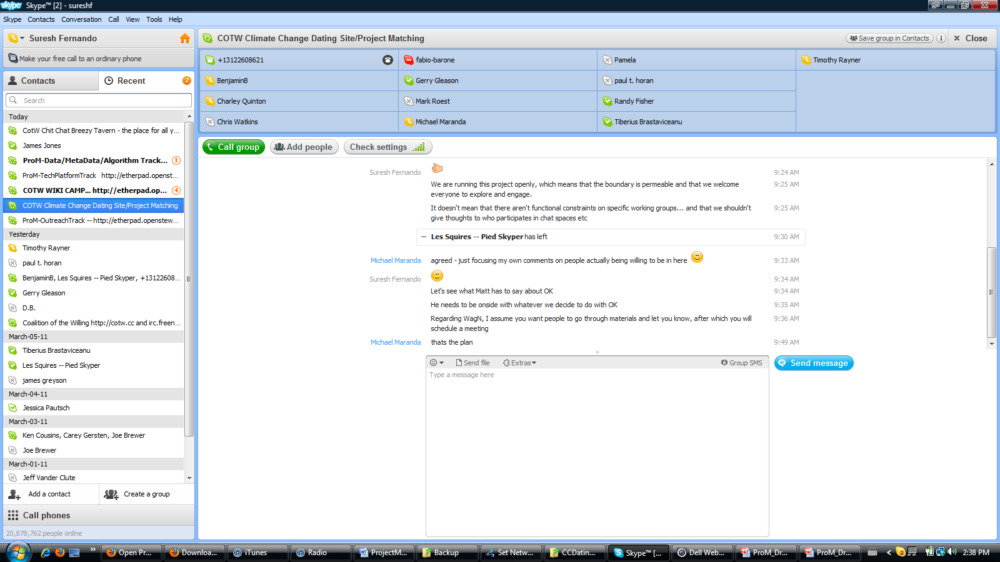 Skype™ [2] - sureshf
Skype Contacts Conversation Call View Tools Help
Suresh Fernando
Make your free call to an ordinary phone
Contacts
Recent
2
Search
Today
CotW Chit Chat Breezy Tavern - the place for all y...
James Jones
ProM-Data/MetaData/Algorithm Track... 1
ProM-TechPlatformTrack http://etherpad.openst...
COTW WIKI CAMP... http://etherpad.op... 4
COTW Climate Change Dating Site/Project Matching
ProM-OutreachTrack -- http://etherpad.openstew...
Yesterday
Timothy Rayner
paul t. horan
BenjaminB, Les Squires -- Pied Skyper, +13122608...
Gerry Gleason
D.B.
Coalition of the Willing http://cotw.cc and irc.freen...
March-05-11
Tiberius Brastaviceanu
Les Squires -- Pied Skyper
james greyson
March-04-11
Jessica Pautsch
March-03-11
Ken Cousins, Carey Gersten, Joe Brewer
Joe Brewer
March-01-11
Jeff Vander Clute
Add a contact
Create a group
Call phones
20,878,762 people online
COTW Climate Change Dating Site/Project Matching
Save group in Contacts
Close
+13122608621
fabio-barone
Pamela
Timothy Rayner
BenjaminB
Gerry Gleason
paul t. horan
Charley Quinton
Mark Roest
Randy Fisher
Chris Watkins
Michael Maranda
Tiberius Brastaviceanu
Call group
Add people
Check settings
Suresh Fernando 9:24 AM
We are running this project openly, which means that the boundary is permeable and that we welcome 9:25 AM
everyone to explore and engage.
It doesn't mean that there aren't functional constraints on specific working groups... and that we shouldn't 9:25 AM
give thoughts to who participates in chat spaces etc
Les Squires -- Pied Skyper has left 9:30 AM
Michael Maranda agreed - just focusing my own comments on people actually being willing to be in here 9:33 AM
Suresh Fernando 9:34 AM
Let's see what Matt has to say about OK 9:34 AM
He needs to be onside with whatever we decide to do with OK 9:35 AM
Regarding WagN, I assume you want people to go through materials and let you know, after which you will 9:36 AM
schedule a meeting
Michael Maranda thats the plan 9:49 AM
Send file
Extras
Group SMS
Send message
Type a message here
Open Pr...
Downloa...
iTunes
Radio
ProjectM...
Backup
Set Netw...
CCDatin...
Skype™ [...
Dell Web...
ProM_Dr...
ProM_Dr...
2:38 PM